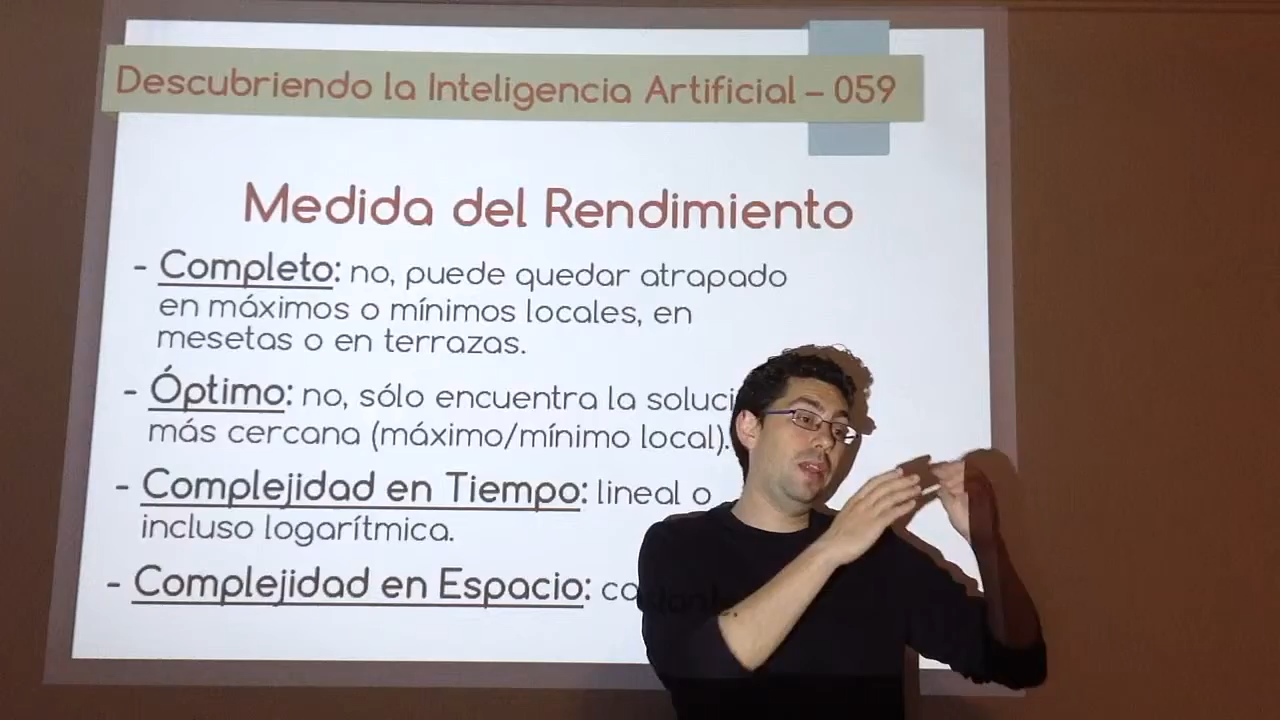 Descubriendo la Inteligencia Artificial – 059
Medida del Rendimiento
- Completo: no, puede quedar atrapado
en máximos o mínimos locales, en
mesetas o en terrazas.
- Óptimo: no, sólo encuentra la soluci
más cercana (máximo/mínimo local).
- Complejidad en Tiempo: lineal o
incluso logarítmica.
- Complejidad en Espacio: